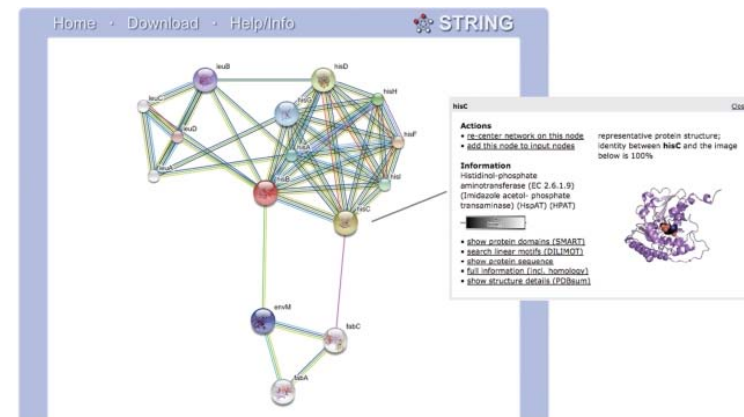 Home · Download · Help/Info
STRING
leuB
hisD
hisH
leuC
hisG
leuD
hisF
hisA
leuA
hisI
hisB
hisC
envM
fabC
fabA
hisC
Close
Actions
• re-center network on this node
• add this node to input nodes
Information
Histidinol-phosphate
aminotransferase (EC 2.6.1.9)
(Imidazole acetol- phosphate
transaminase) (HspAT) (HPAT)
• show protein domains (SMART)
• search linear motifs (DILIMOT)
• show protein sequence
• full information (incl. homology)
• show structure details (PDBsum)
representative protein structure;
identity between hisC and the image
below is 100%